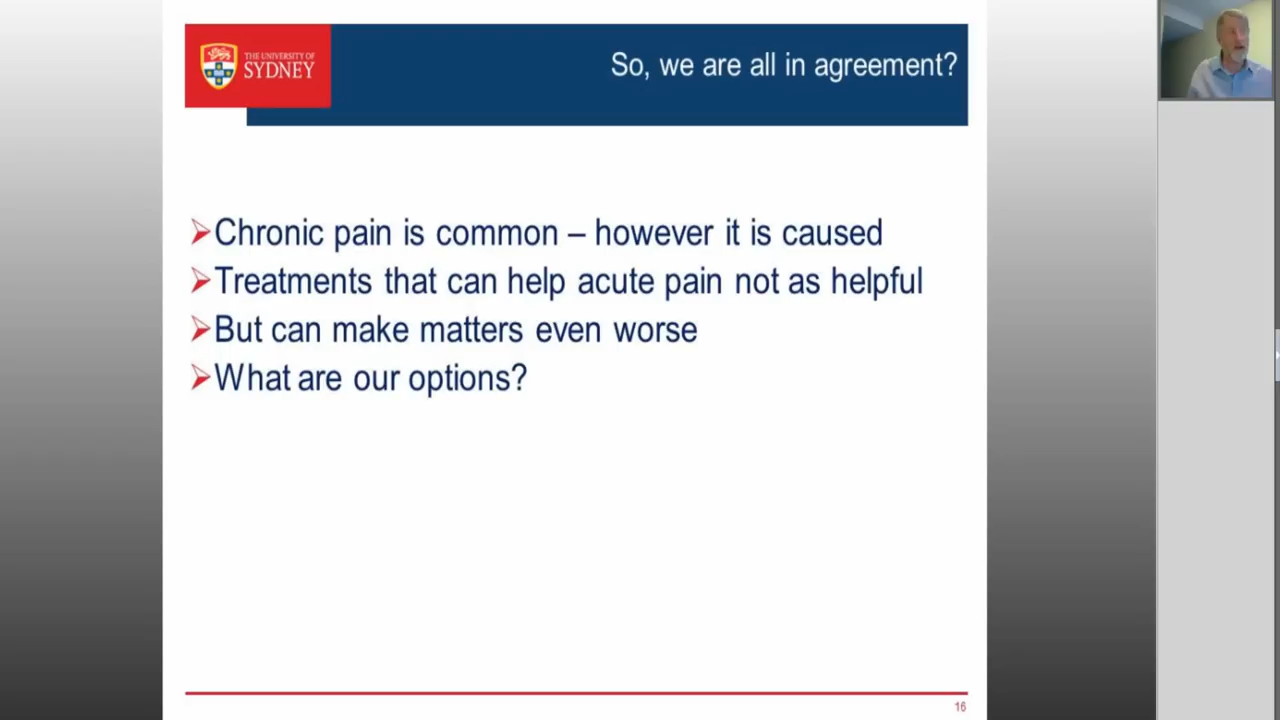 THE UNIVERSITY OF
SYDNEY
So, we are all in agreement?
Chronic pain is common – however it is caused
Treatments that can help acute pain not as helpful
But can make matters even worse
What are our options?
16